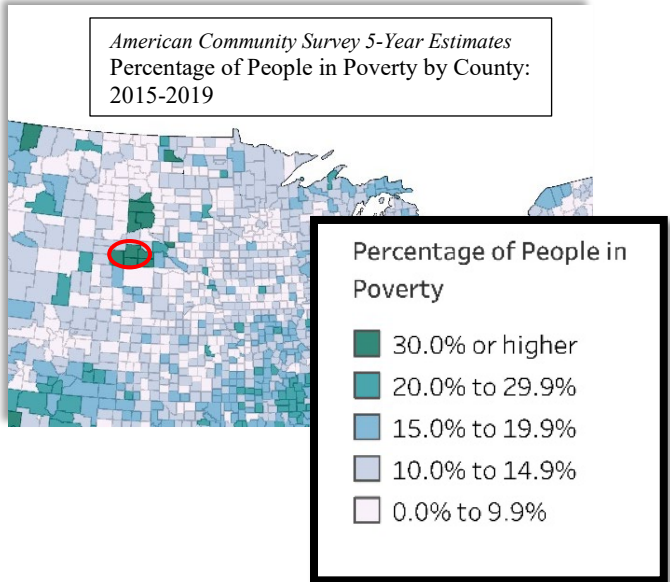 American Community Survey 5-Year Estimates
Percentage of People in Poverty by County:
2015-2019
Percentage of People in
Poverty
30.0% or higher
20.0% to 29.9%
15.0% to 19.9%
10.0% to 14.9%
0.0% to 9.9%